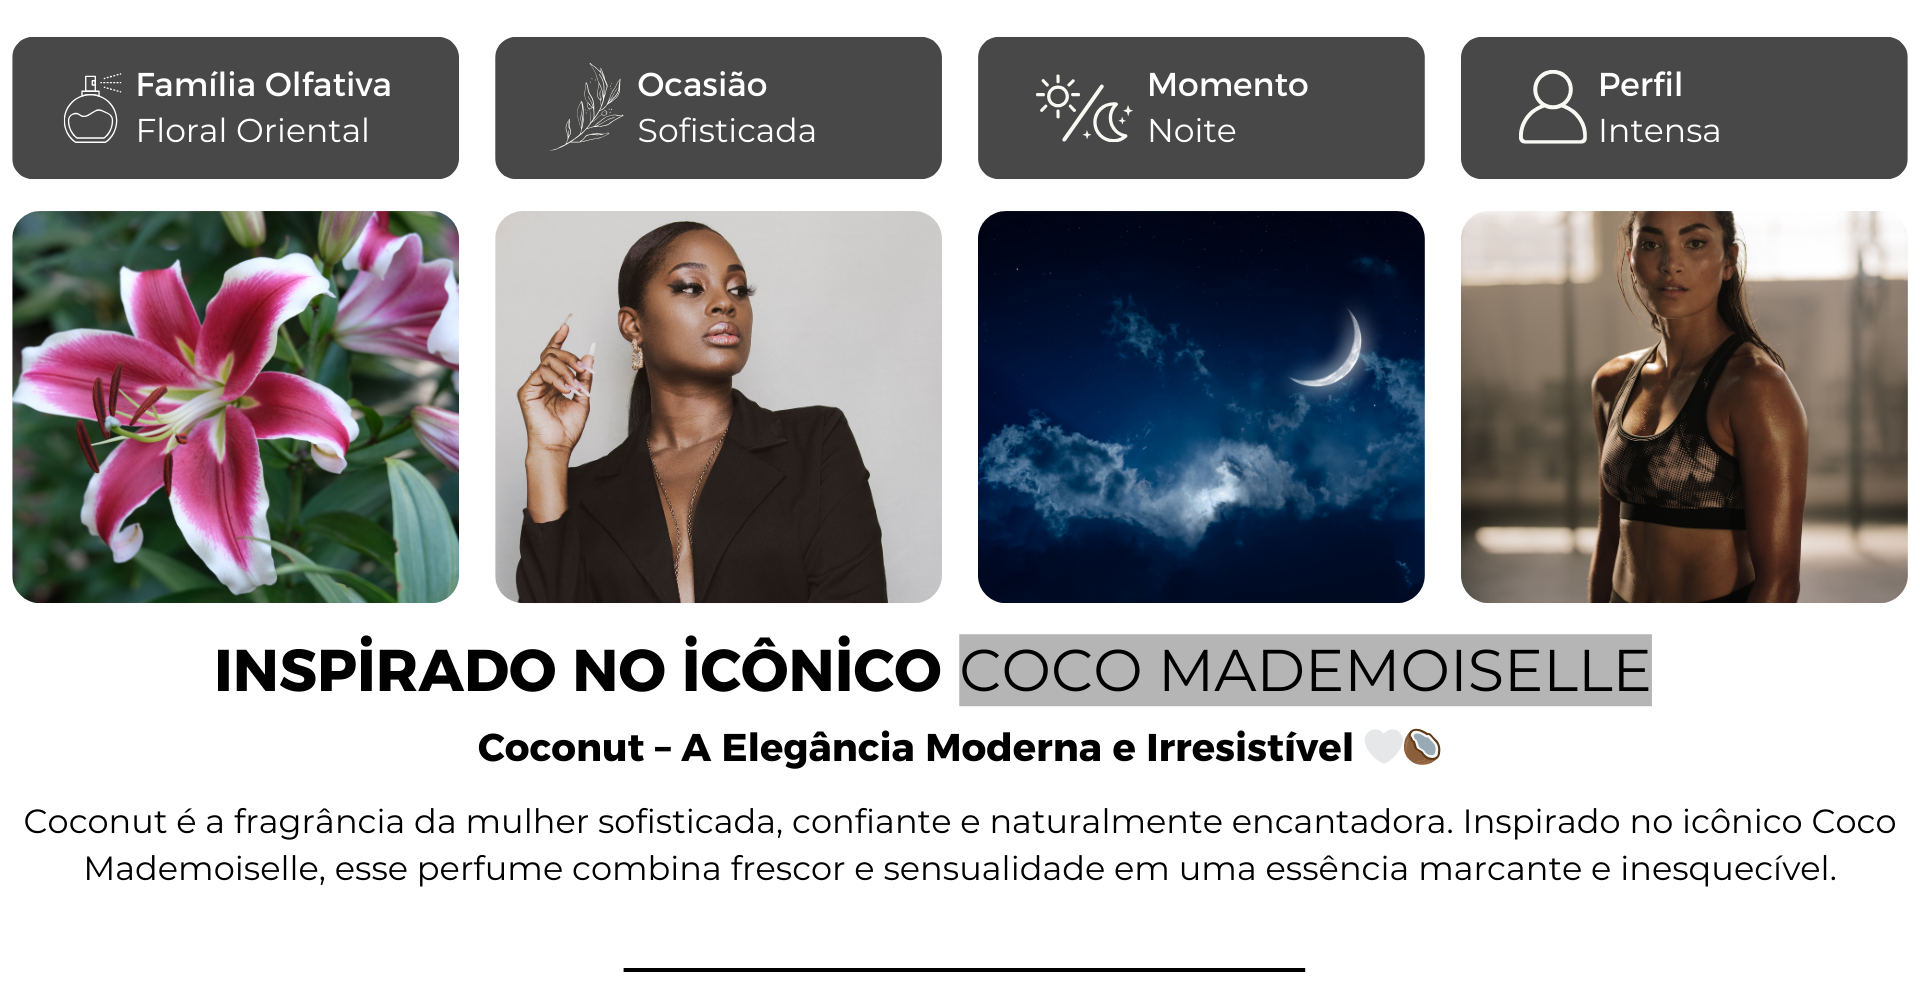 Família Olfativa
Floral Oriental
Ocasião
Sofisticada
Momento
Noite
Perfil
Intensa
INSPİRADO NO İCÔNİCO COCO MADEMOISELLE
Coconut – A Elegância Moderna e Irresistível 🤍🥥
Coconut é a fragrância da mulher sofisticada, confiante e naturalmente encantadora. Inspirado no icônico Coco
Mademoiselle, esse perfume combina frescor e sensualidade em uma essência marcante e inesquecível.